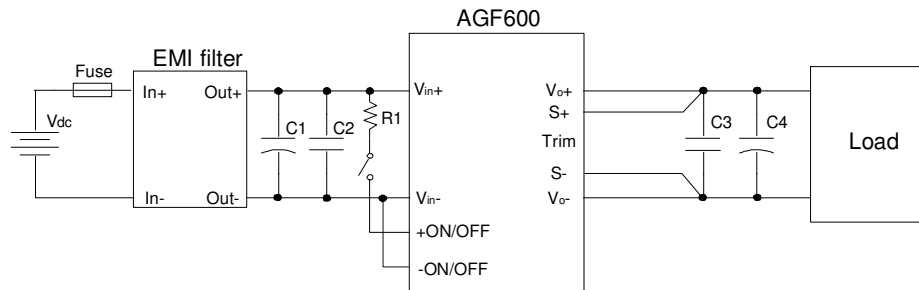 AGF600
EMI filter
Fuse
In+
Out+
Vdc
C1
C2
R1
In-
Out-
Vin+
Vin-
+ON/OFF
-ON/OFF
Vo+
S+
Trim
S-
Vo-
C3
C4
Load